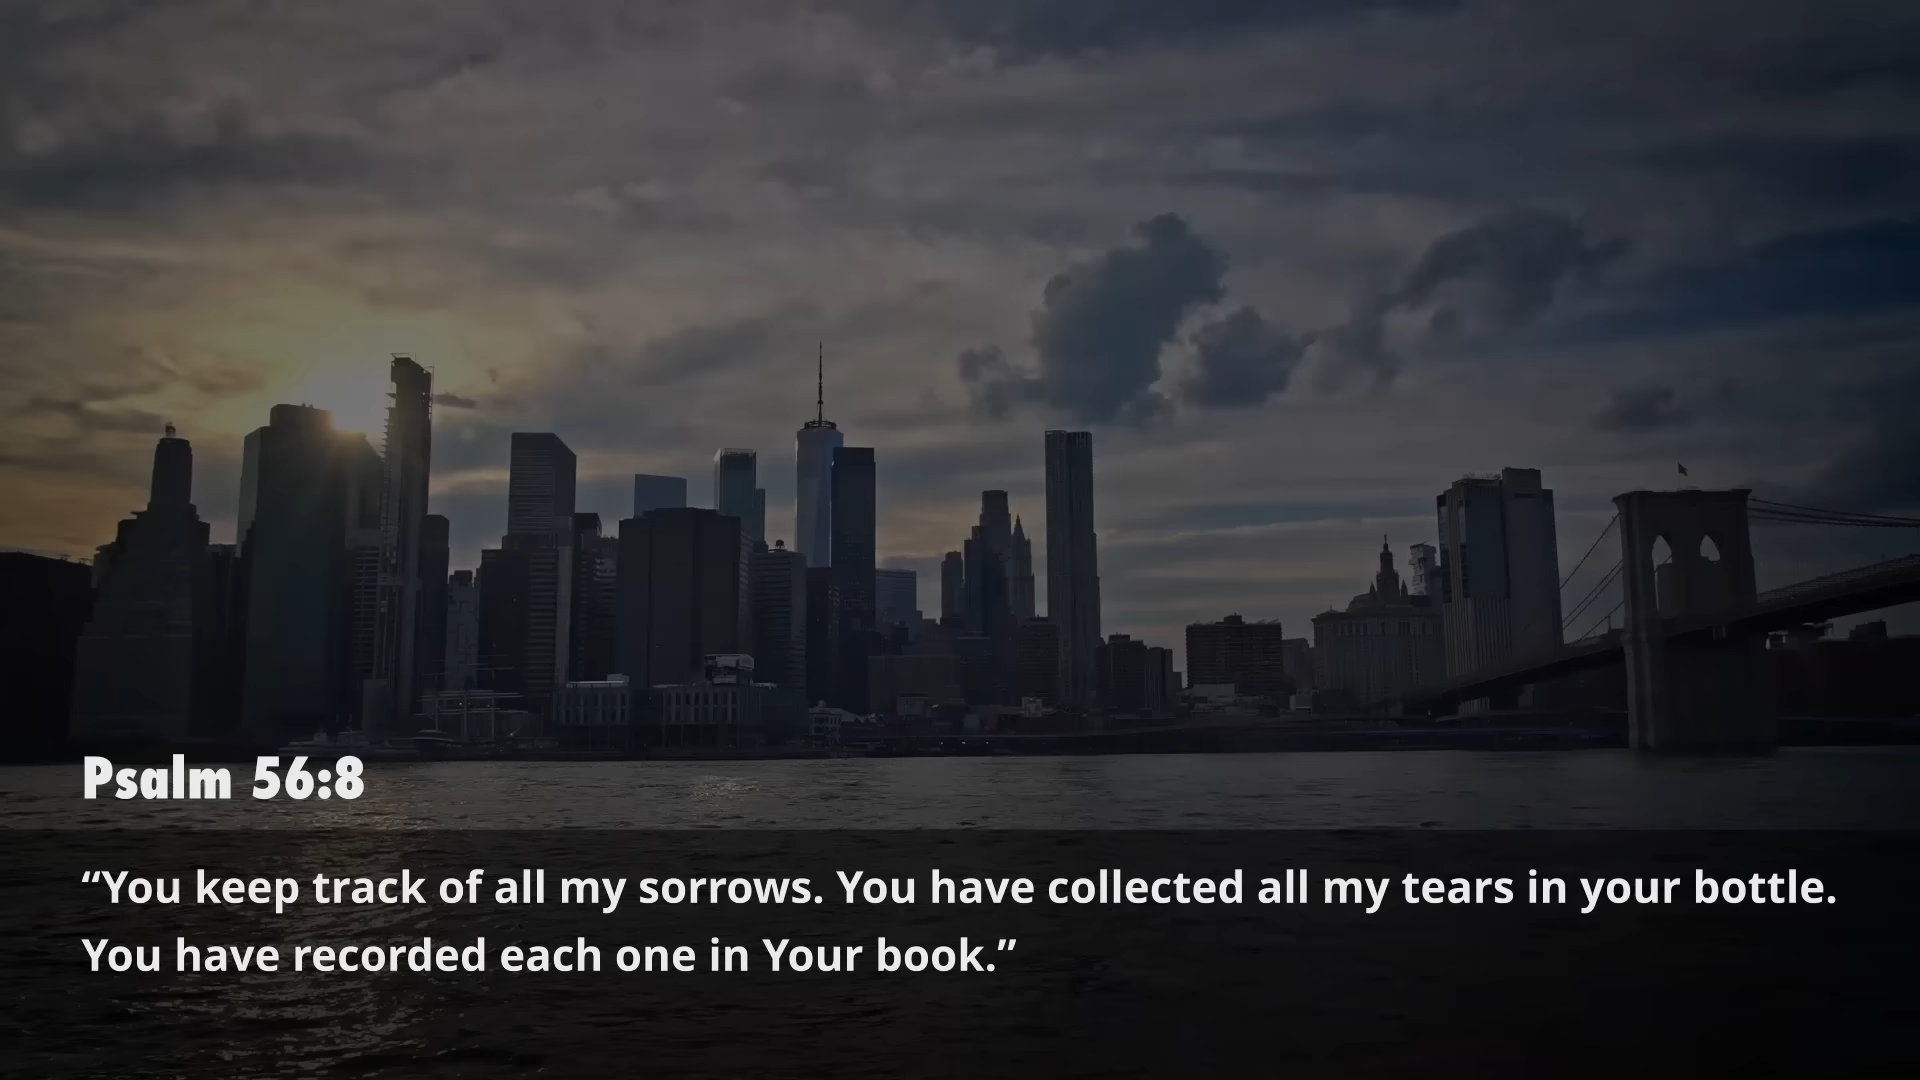 Psalm 56:8
“You keep track of all my sorrows. You have collected all my tears in your bottle.
You have recorded each one in Your book.”